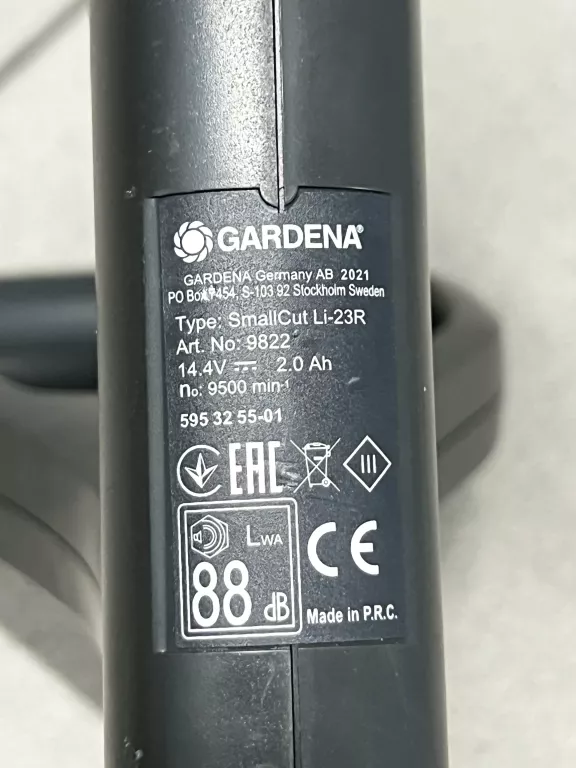 GARDENA®
GARDENA Germany AB 2021
PO Box 7454, S-103 92 Stockholm Sweden
Type: SmallCut Li-23R
Art. No: 9822
14.4V ⎓ 2.0 Ah
n₀: 9500 min⁻¹
595 32 55-01
EAC
III
LWA
88 dB
CE
Made in P.R.C.